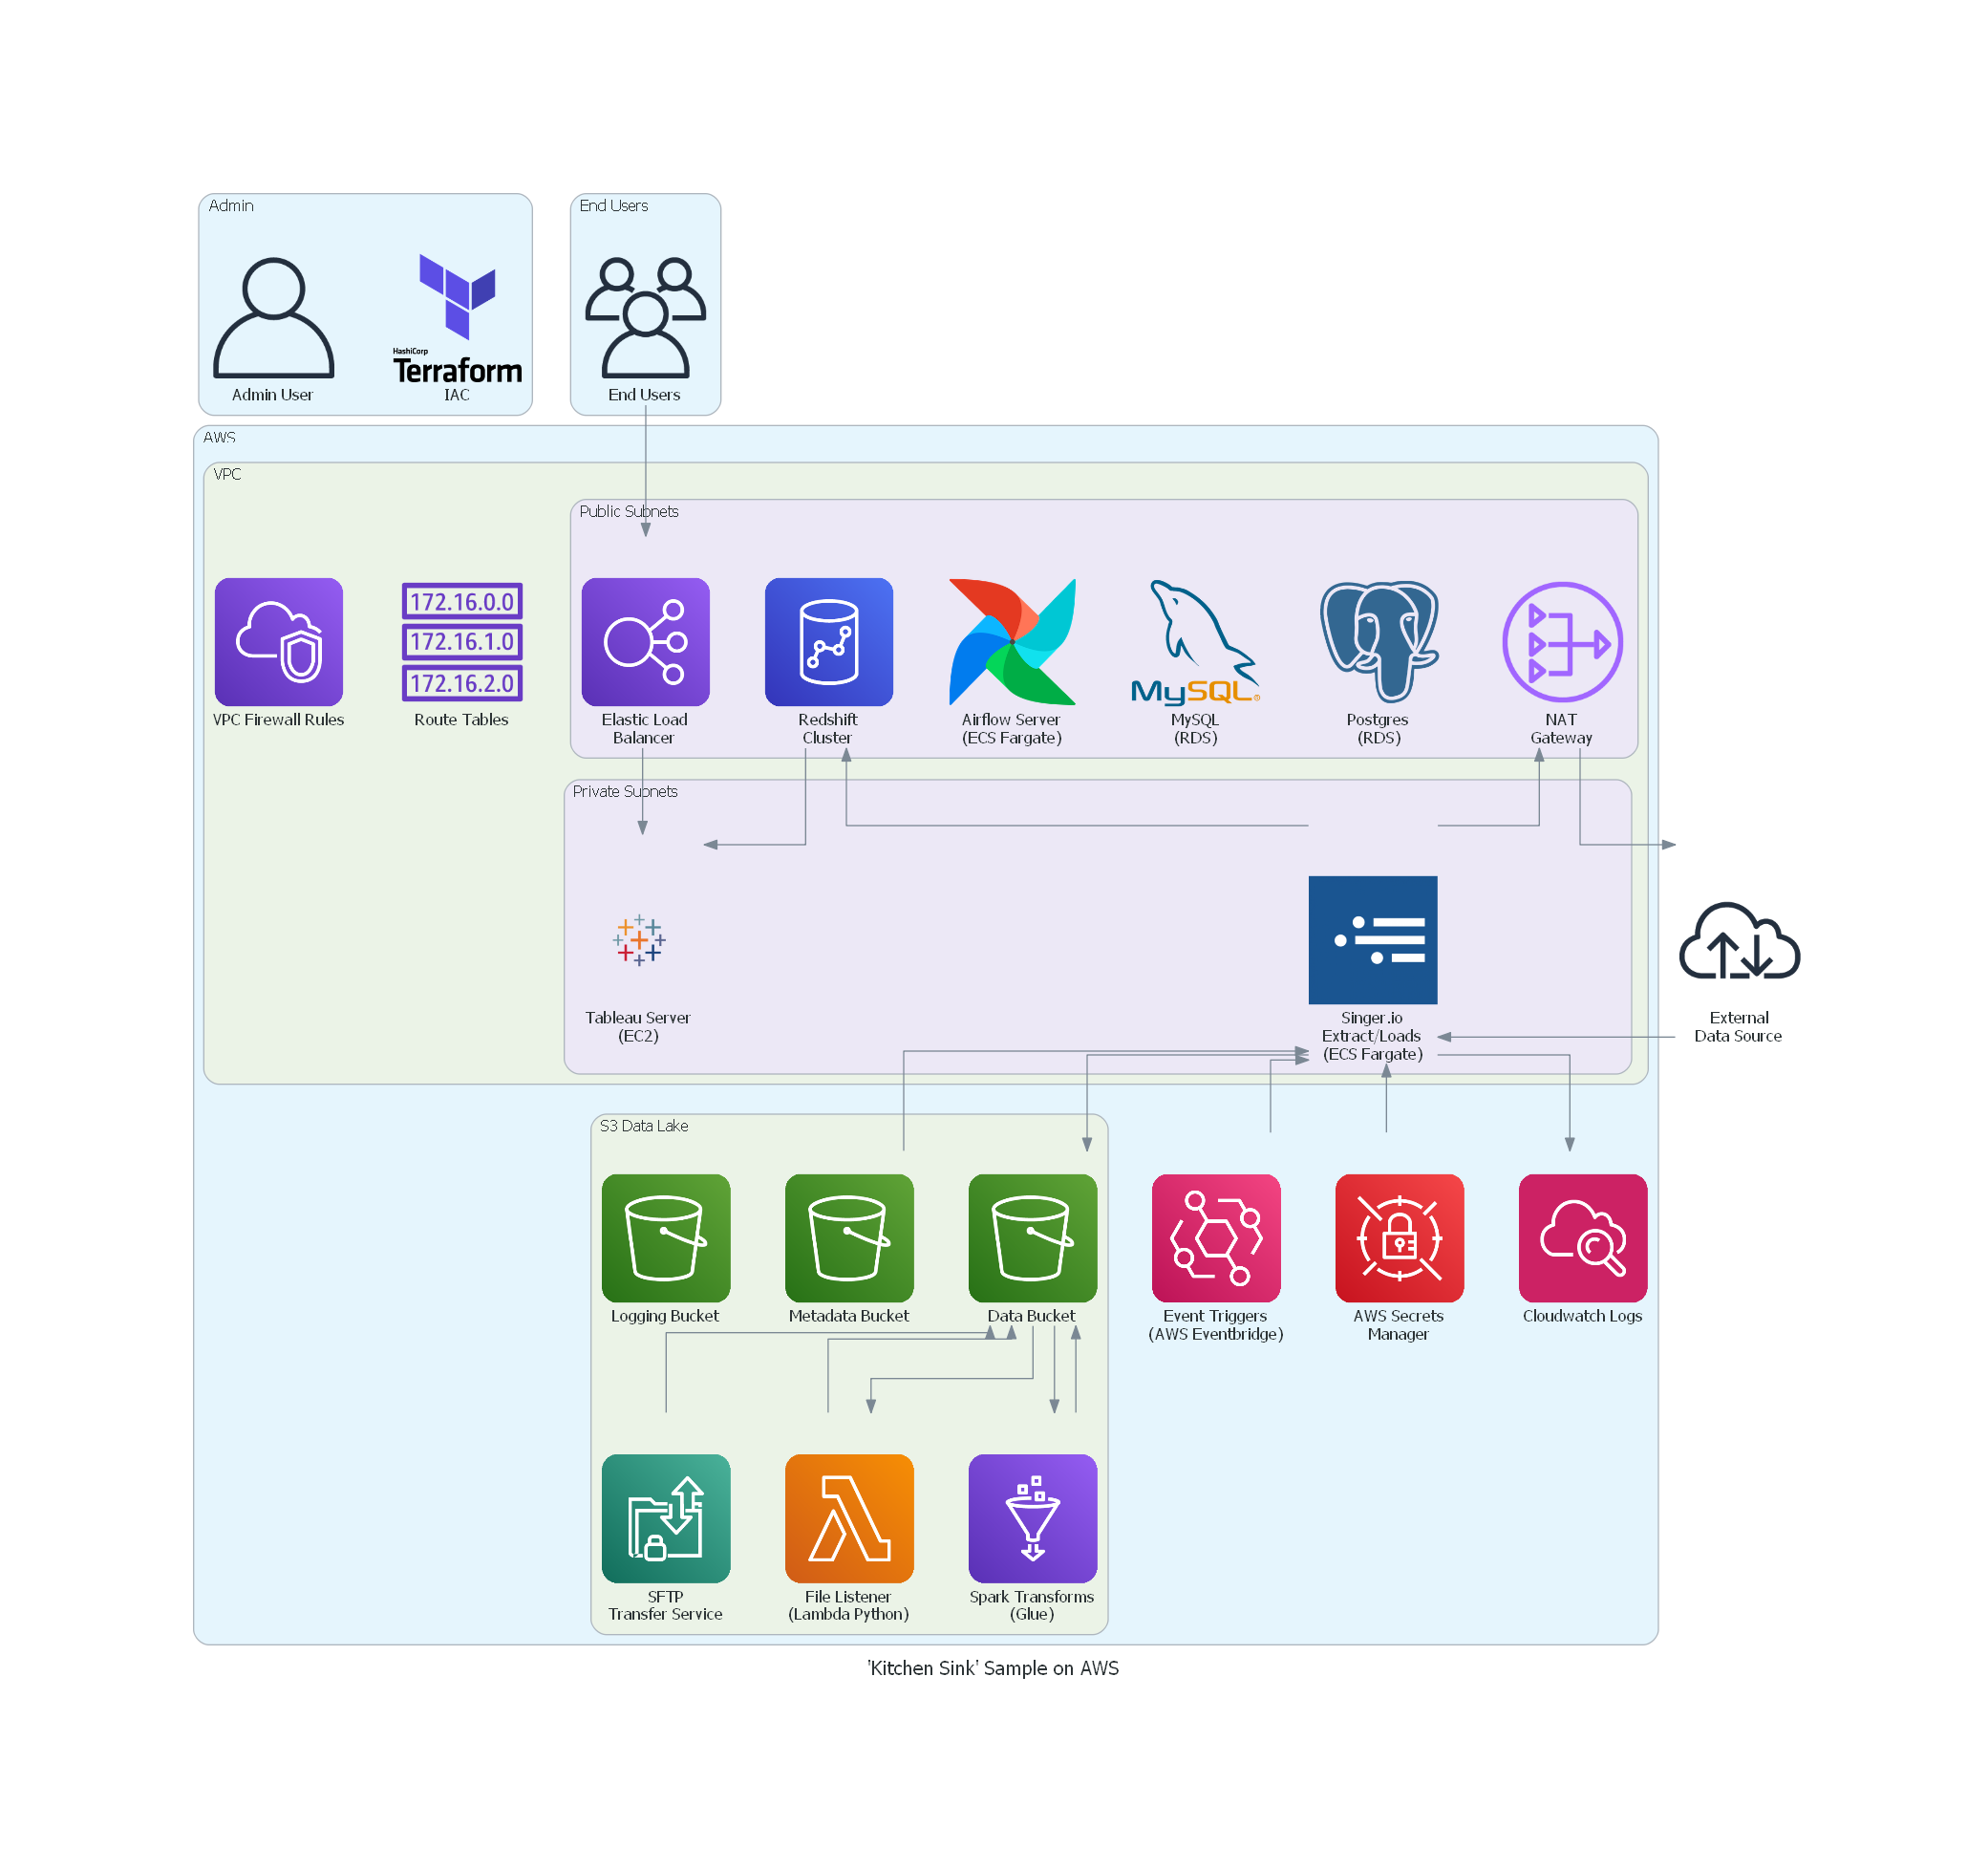 Admin
End Users
HashiCorp
Terraform
Admin User
IAC
End Users
AWS
VPC
Public Subnets
172.16.0.0
172.16.1.0
172.16.2.0
MySQL®
VPC Firewall Rules
Route Tables
Elastic Load
Balancer
Redshift
Cluster
Airflow Server
(ECS Fargate)
MySQL
(RDS)
Postgres
(RDS)
NAT
Gateway
Private Subnets
Tableau Server
(EC2)
Singer.io
Extract/Loads
(ECS Fargate)
External
Data Source
S3 Data Lake
Logging Bucket
Metadata Bucket
Data Bucket
Event Triggers
(AWS Eventbridge)
AWS Secrets
Manager
Cloudwatch Logs
SFTP
Transfer Service
File Listener
(Lambda Python)
Spark Transforms
(Glue)
'Kitchen Sink' Sample on AWS